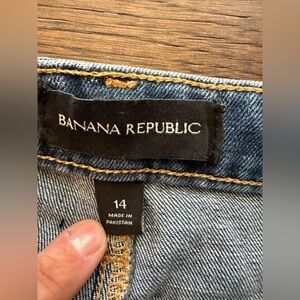 BANANA REPUBLIC
14
MADE IN
PAKISTAN